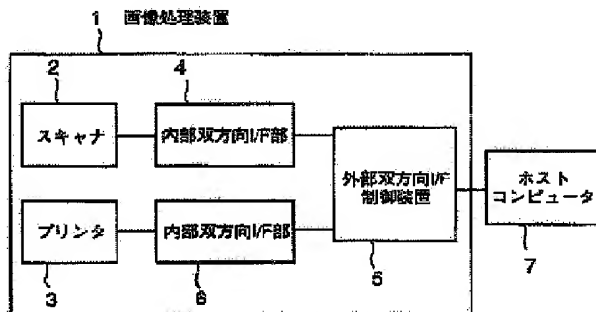 1 画像処理装置
2 4
スキャナ 内部双方向I/F部
外部双方向I/F
制御装置
ホスト
コンピュータ
プリンタ 内部双方向I/F部
3 6 5 7